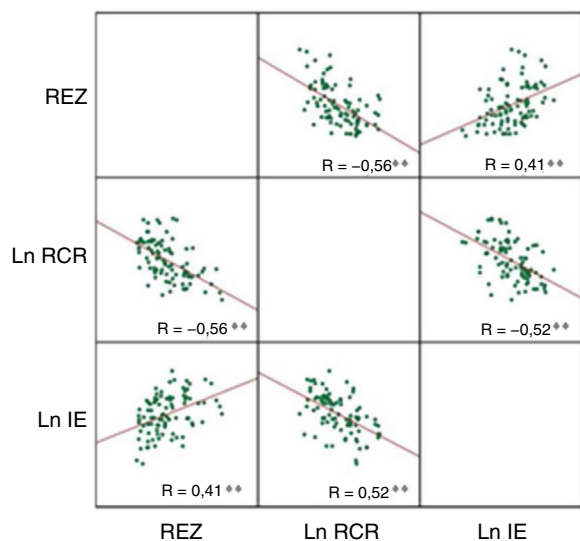 REZ
R = −0,56♦♦
R = 0,41♦♦
Ln RCR
R = −0,56♦♦
R = −0,52♦♦
Ln IE
R = 0,41♦♦
R = 0,52♦♦
REZ Ln RCR Ln IE